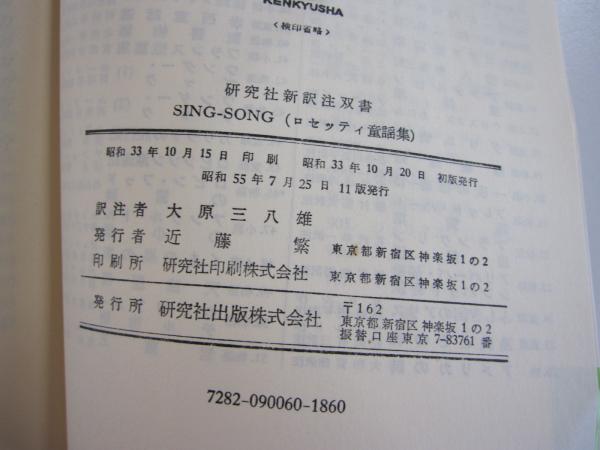 KENKYUSHA
〈検印省略〉
研究社新訳注双書
SING-SONG (ロセッティ童謡集)
昭和33年10月15日 印刷 昭和33年10月20日 初版発行
昭和55年7月25日 11版発行
訳注者 大原三八雄
発行者 近藤 繁 東京都新宿区神楽坂1の2
印刷所 研究社印刷株式会社 東京都新宿区神楽坂1の2
発行所 研究社出版株式会社 〒162
東京都新宿区神楽坂1の2
振替口座東京7-83761番
7282-090060-1860